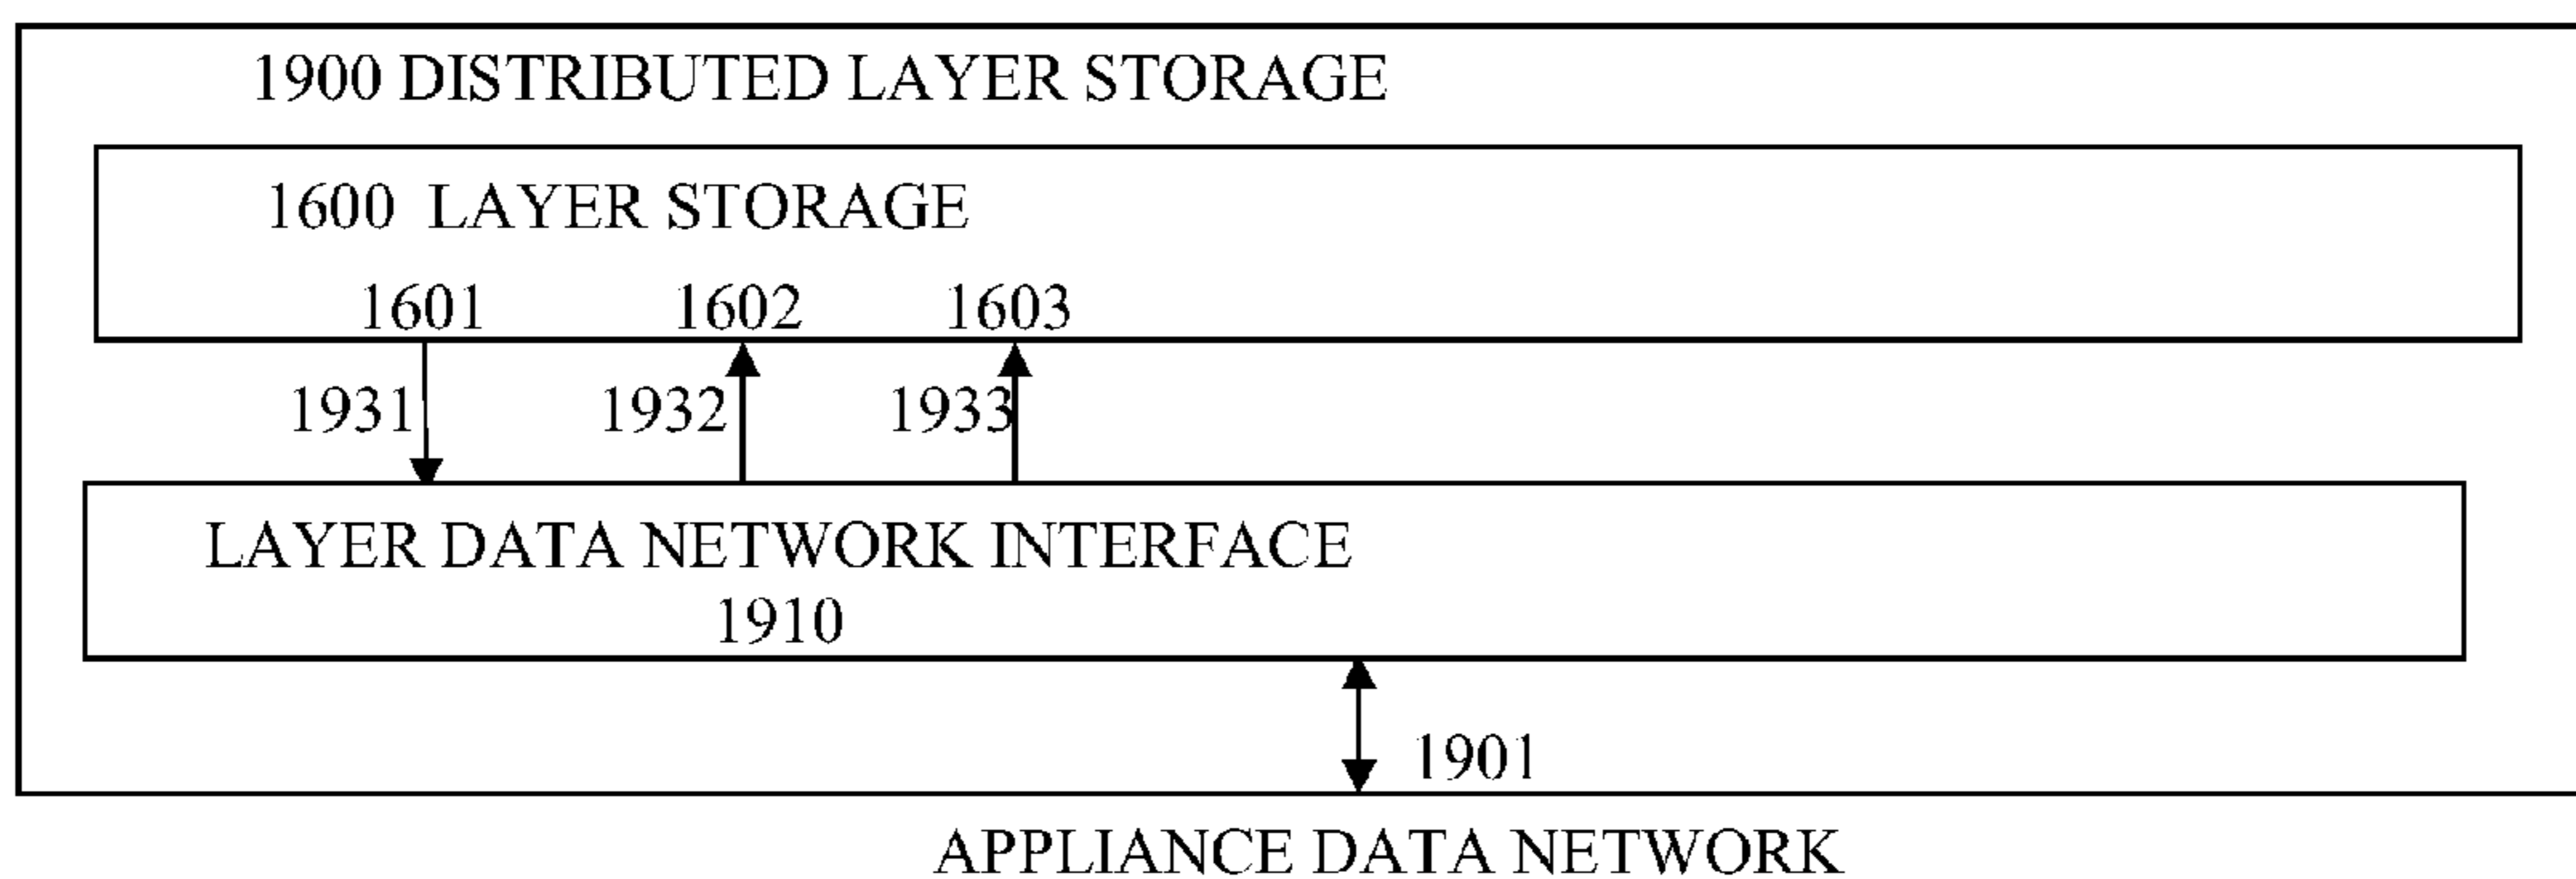 1900 DISTRIBUTED LAYER STORAGE
1600 LAYER STORAGE
1601 1602 1603
1931 1932 1933
LAYER DATA NETWORK INTERFACE
1910
1901
APPLIANCE DATA NETWORK